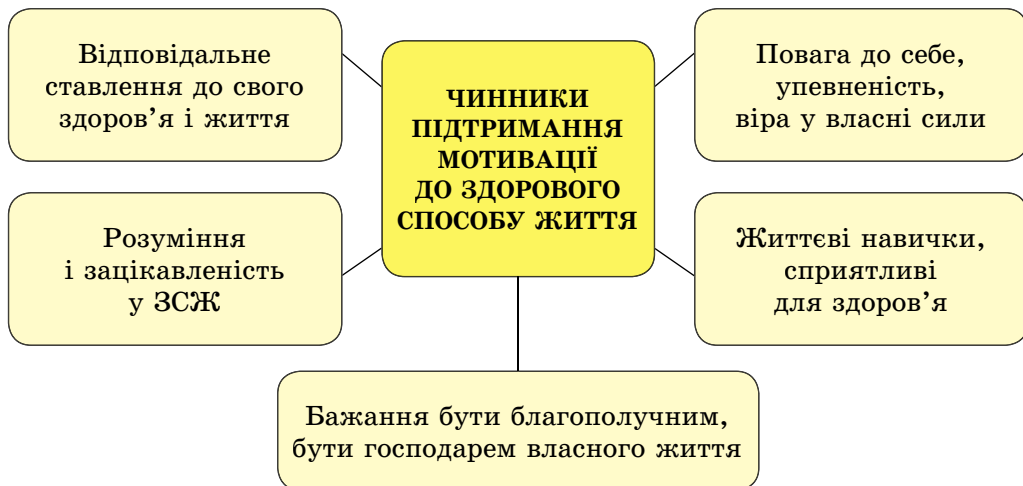 Відповідальне
ставлення до свого
здоров’я і життя
ЧИННИКИ
ПІДТРИМАННЯ
МОТИВАЦІЇ
ДО ЗДОРОВОГО
СПОСОБУ ЖИТТЯ
Повага до себе,
упевненість,
віра у власні сили
Розуміння
і зацікавленість
у ЗСЖ
Життєві навички,
сприятливі
для здоров’я
Бажання бути благополучним,
бути господарем власного життя